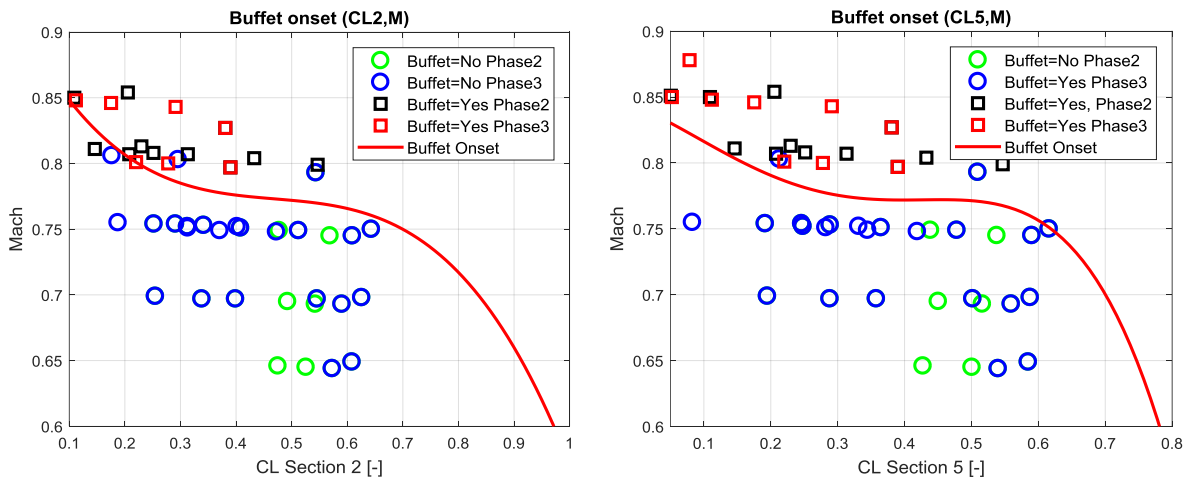 Buffet onset (CL2,M)
0.9
0.85
0.8
0.75
0.7
0.65
0.6
Mach
0.1
0.2
0.3
0.4
0.5
0.6
0.7
0.8
0.9
1
CL Section 2 [-]
Buffet=No Phase2
Buffet=No Phase3
Buffet=Yes Phase2
Buffet=Yes Phase3
Buffet Onset
Buffet onset (CL5,M)
0.9
0.85
0.8
0.75
0.7
0.65
0.6
Mach
0.1
0.2
0.3
0.4
0.5
0.6
0.7
0.8
CL Section 5 [-]
Buffet=No Phase2
Buffet=Yes Phase3
Buffet=Yes, Phase2
Buffet=Yes Phase3
Buffet Onset